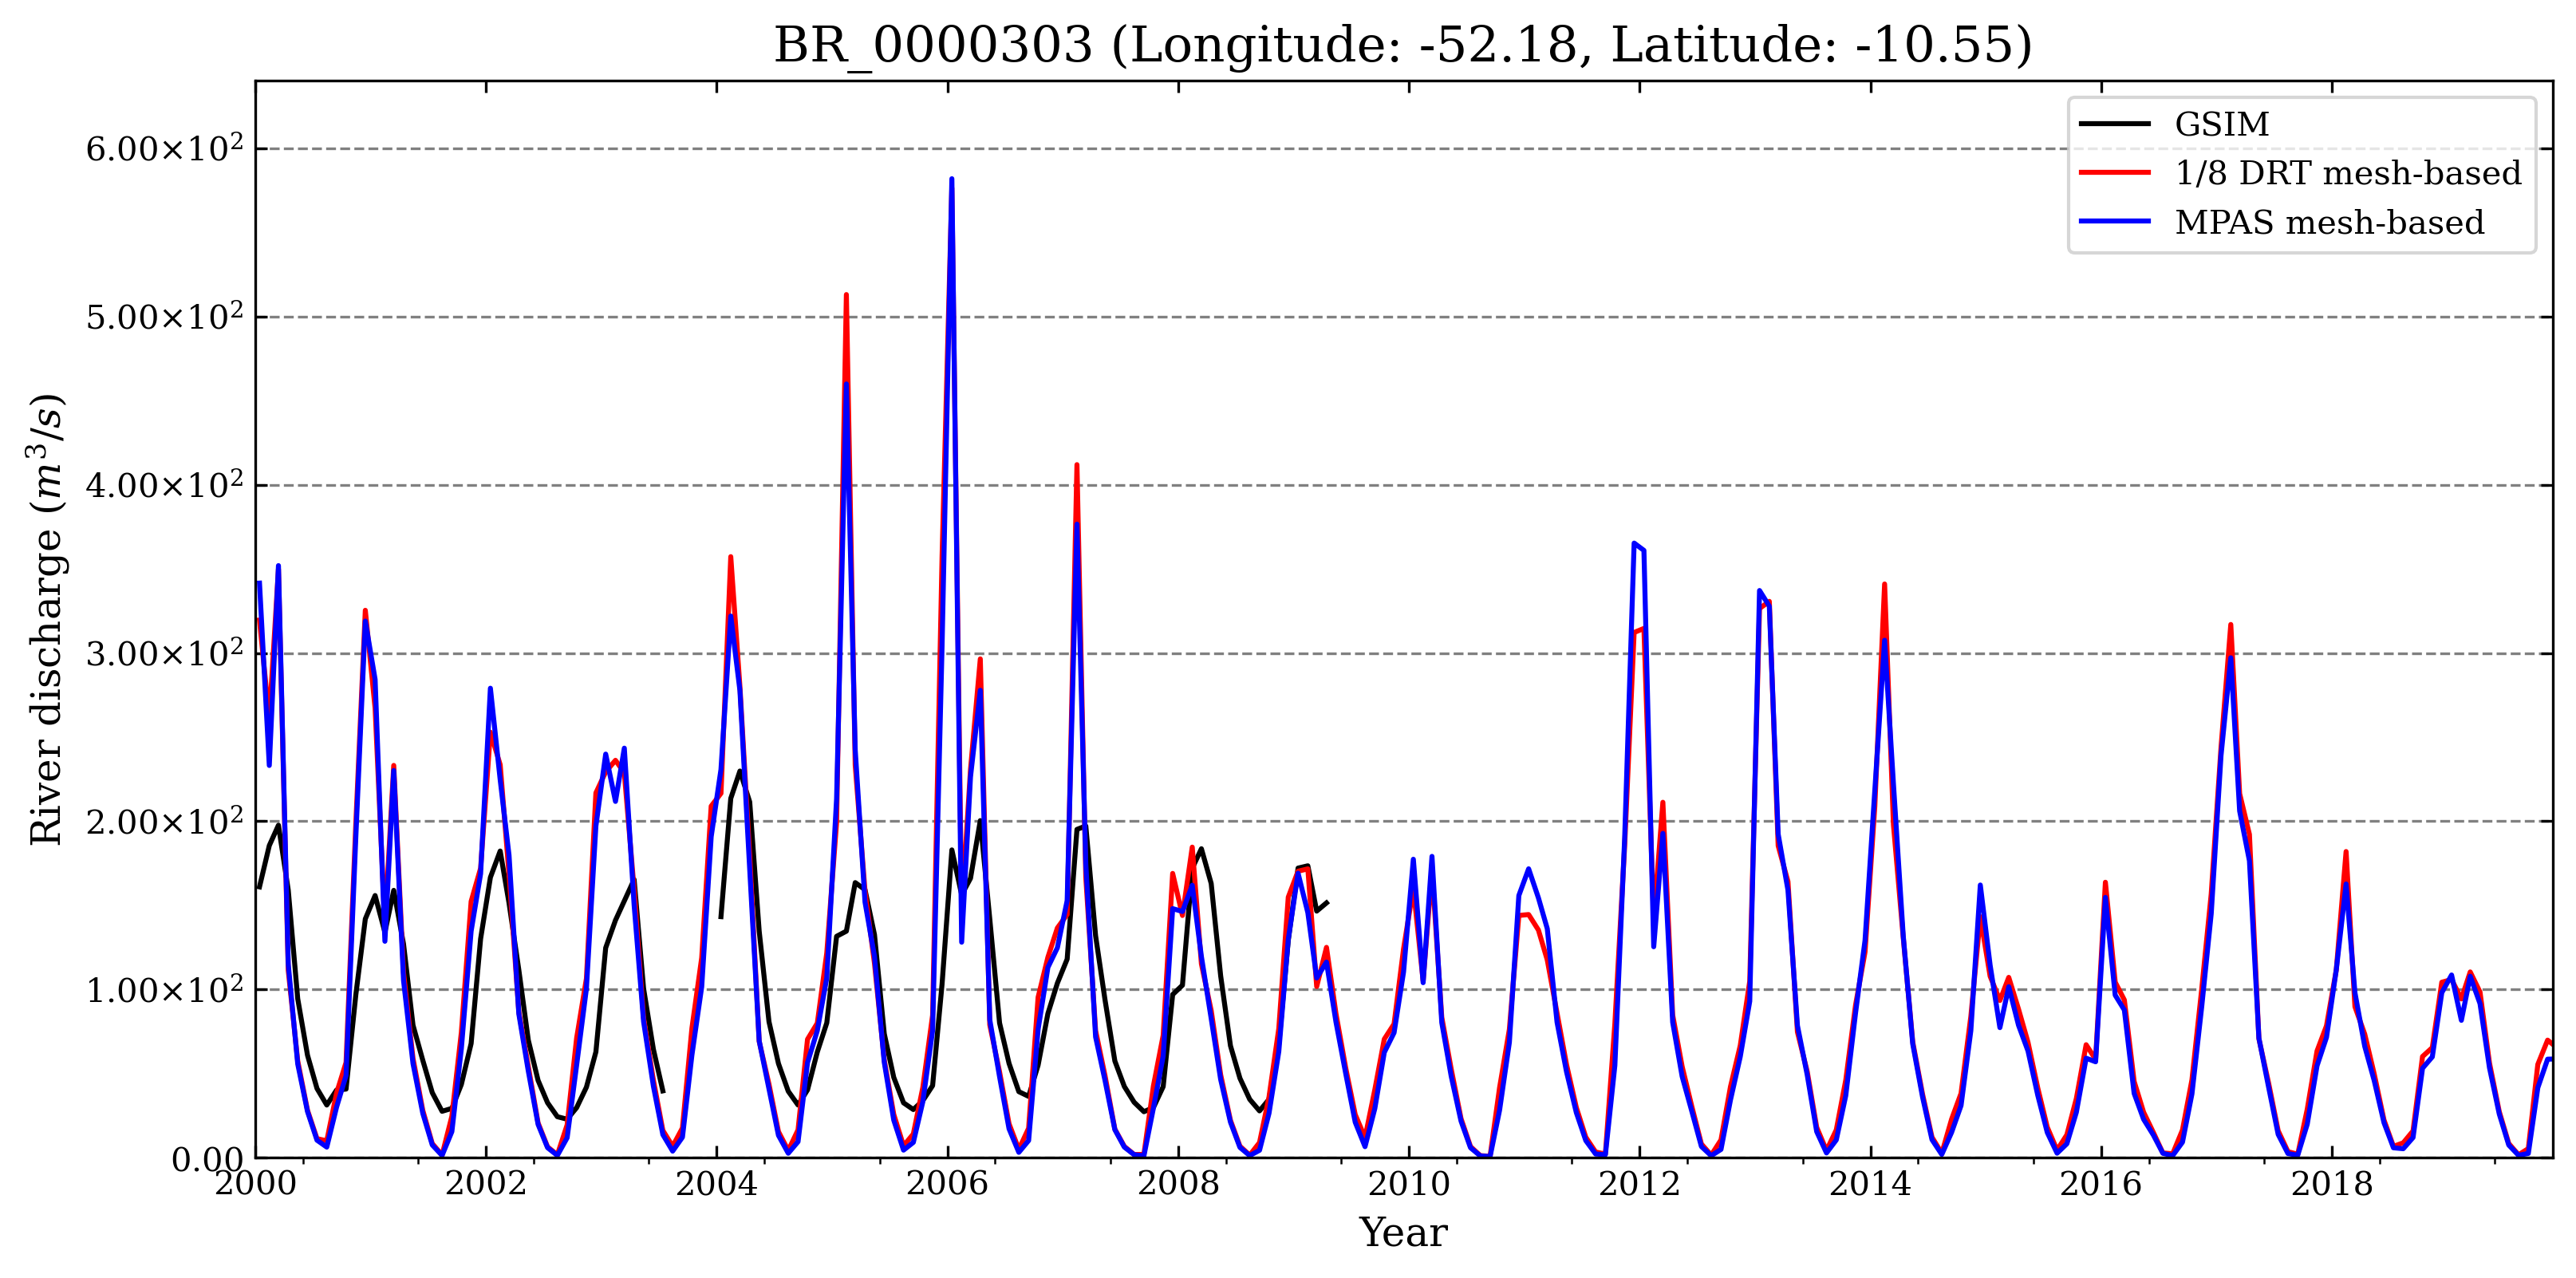 BR_0000303 (Longitude: -52.18, Latitude: -10.55)
GSIM
1/8 DRT mesh-based
MPAS mesh-based
River discharge (m³/s)
6.00×10²
5.00×10²
4.00×10²
3.00×10²
2.00×10²
1.00×10²
0.00
2000 2002 2004 2006 2008 2010 2012 2014 2016 2018
Year